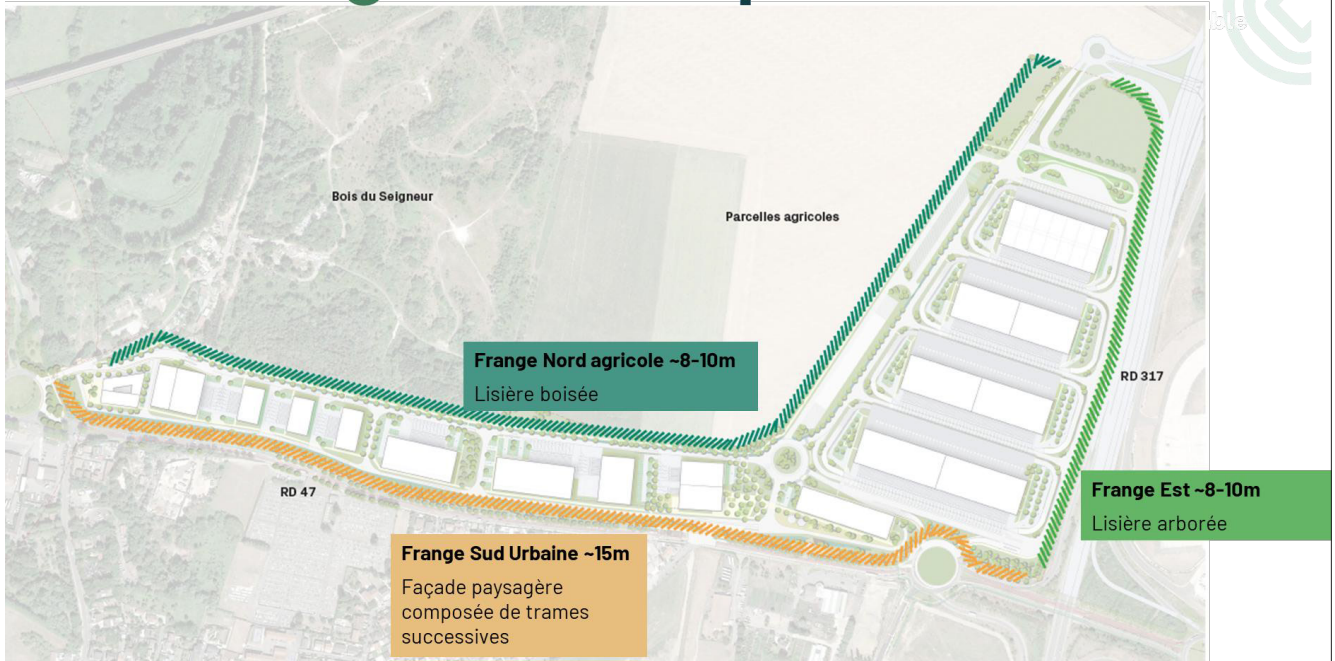 Bois du Seigneur
Parcelles agricoles
Frange Nord agricole ~8-10m
Lisière boisée
RD 317
RD 47
Frange Est ~8-10m
Lisière arborée
Frange Sud Urbaine ~15m
Façade paysagère
composée de trames
successives